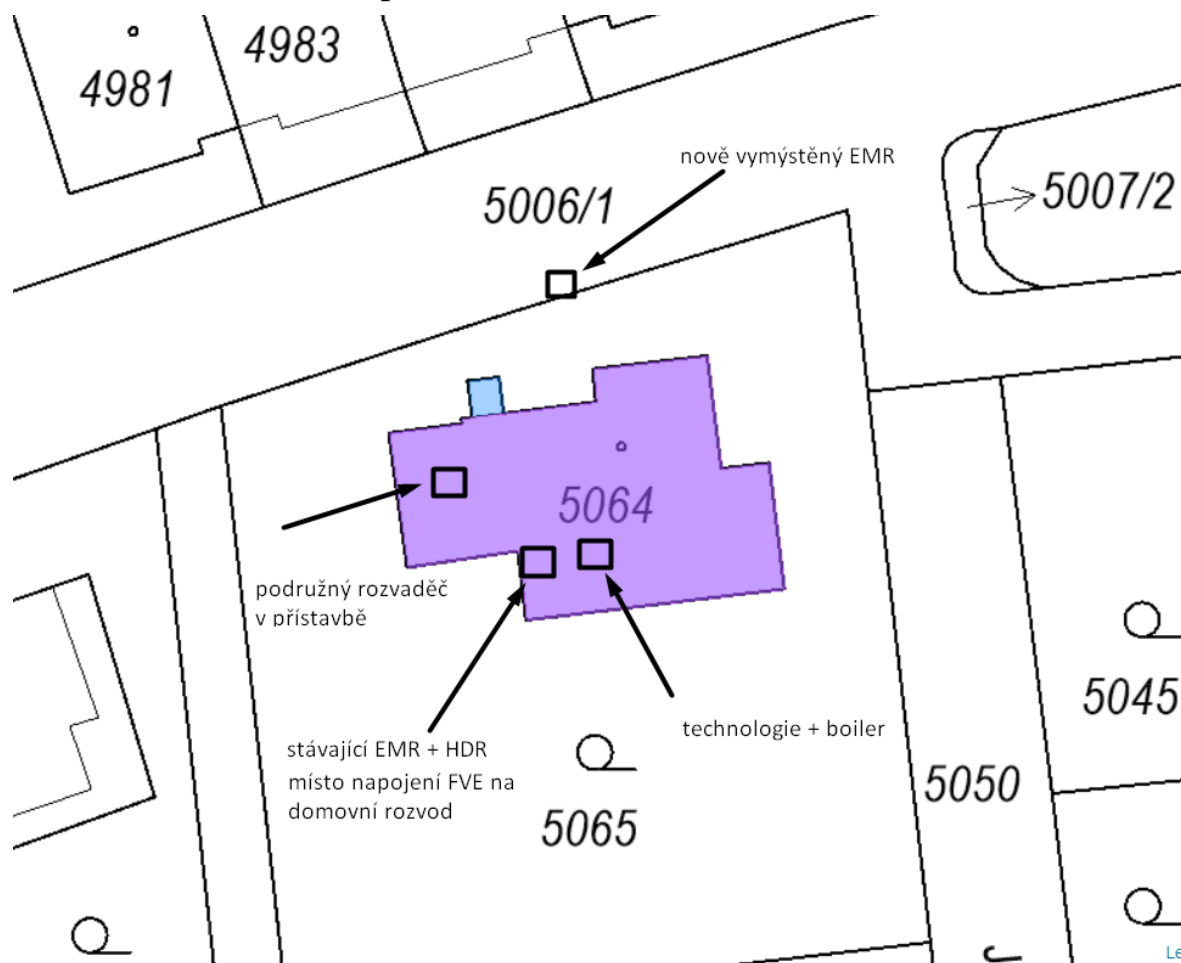 4983
4981
nově vymýstěný EMR
5007/2
5006/1
5064
podružný rozvaděč
v přístavbě
5045
technologie + boiler
stávající EMR + HDR
místo napojení FVE na
domovní rozvod
5050
5065
J
Le